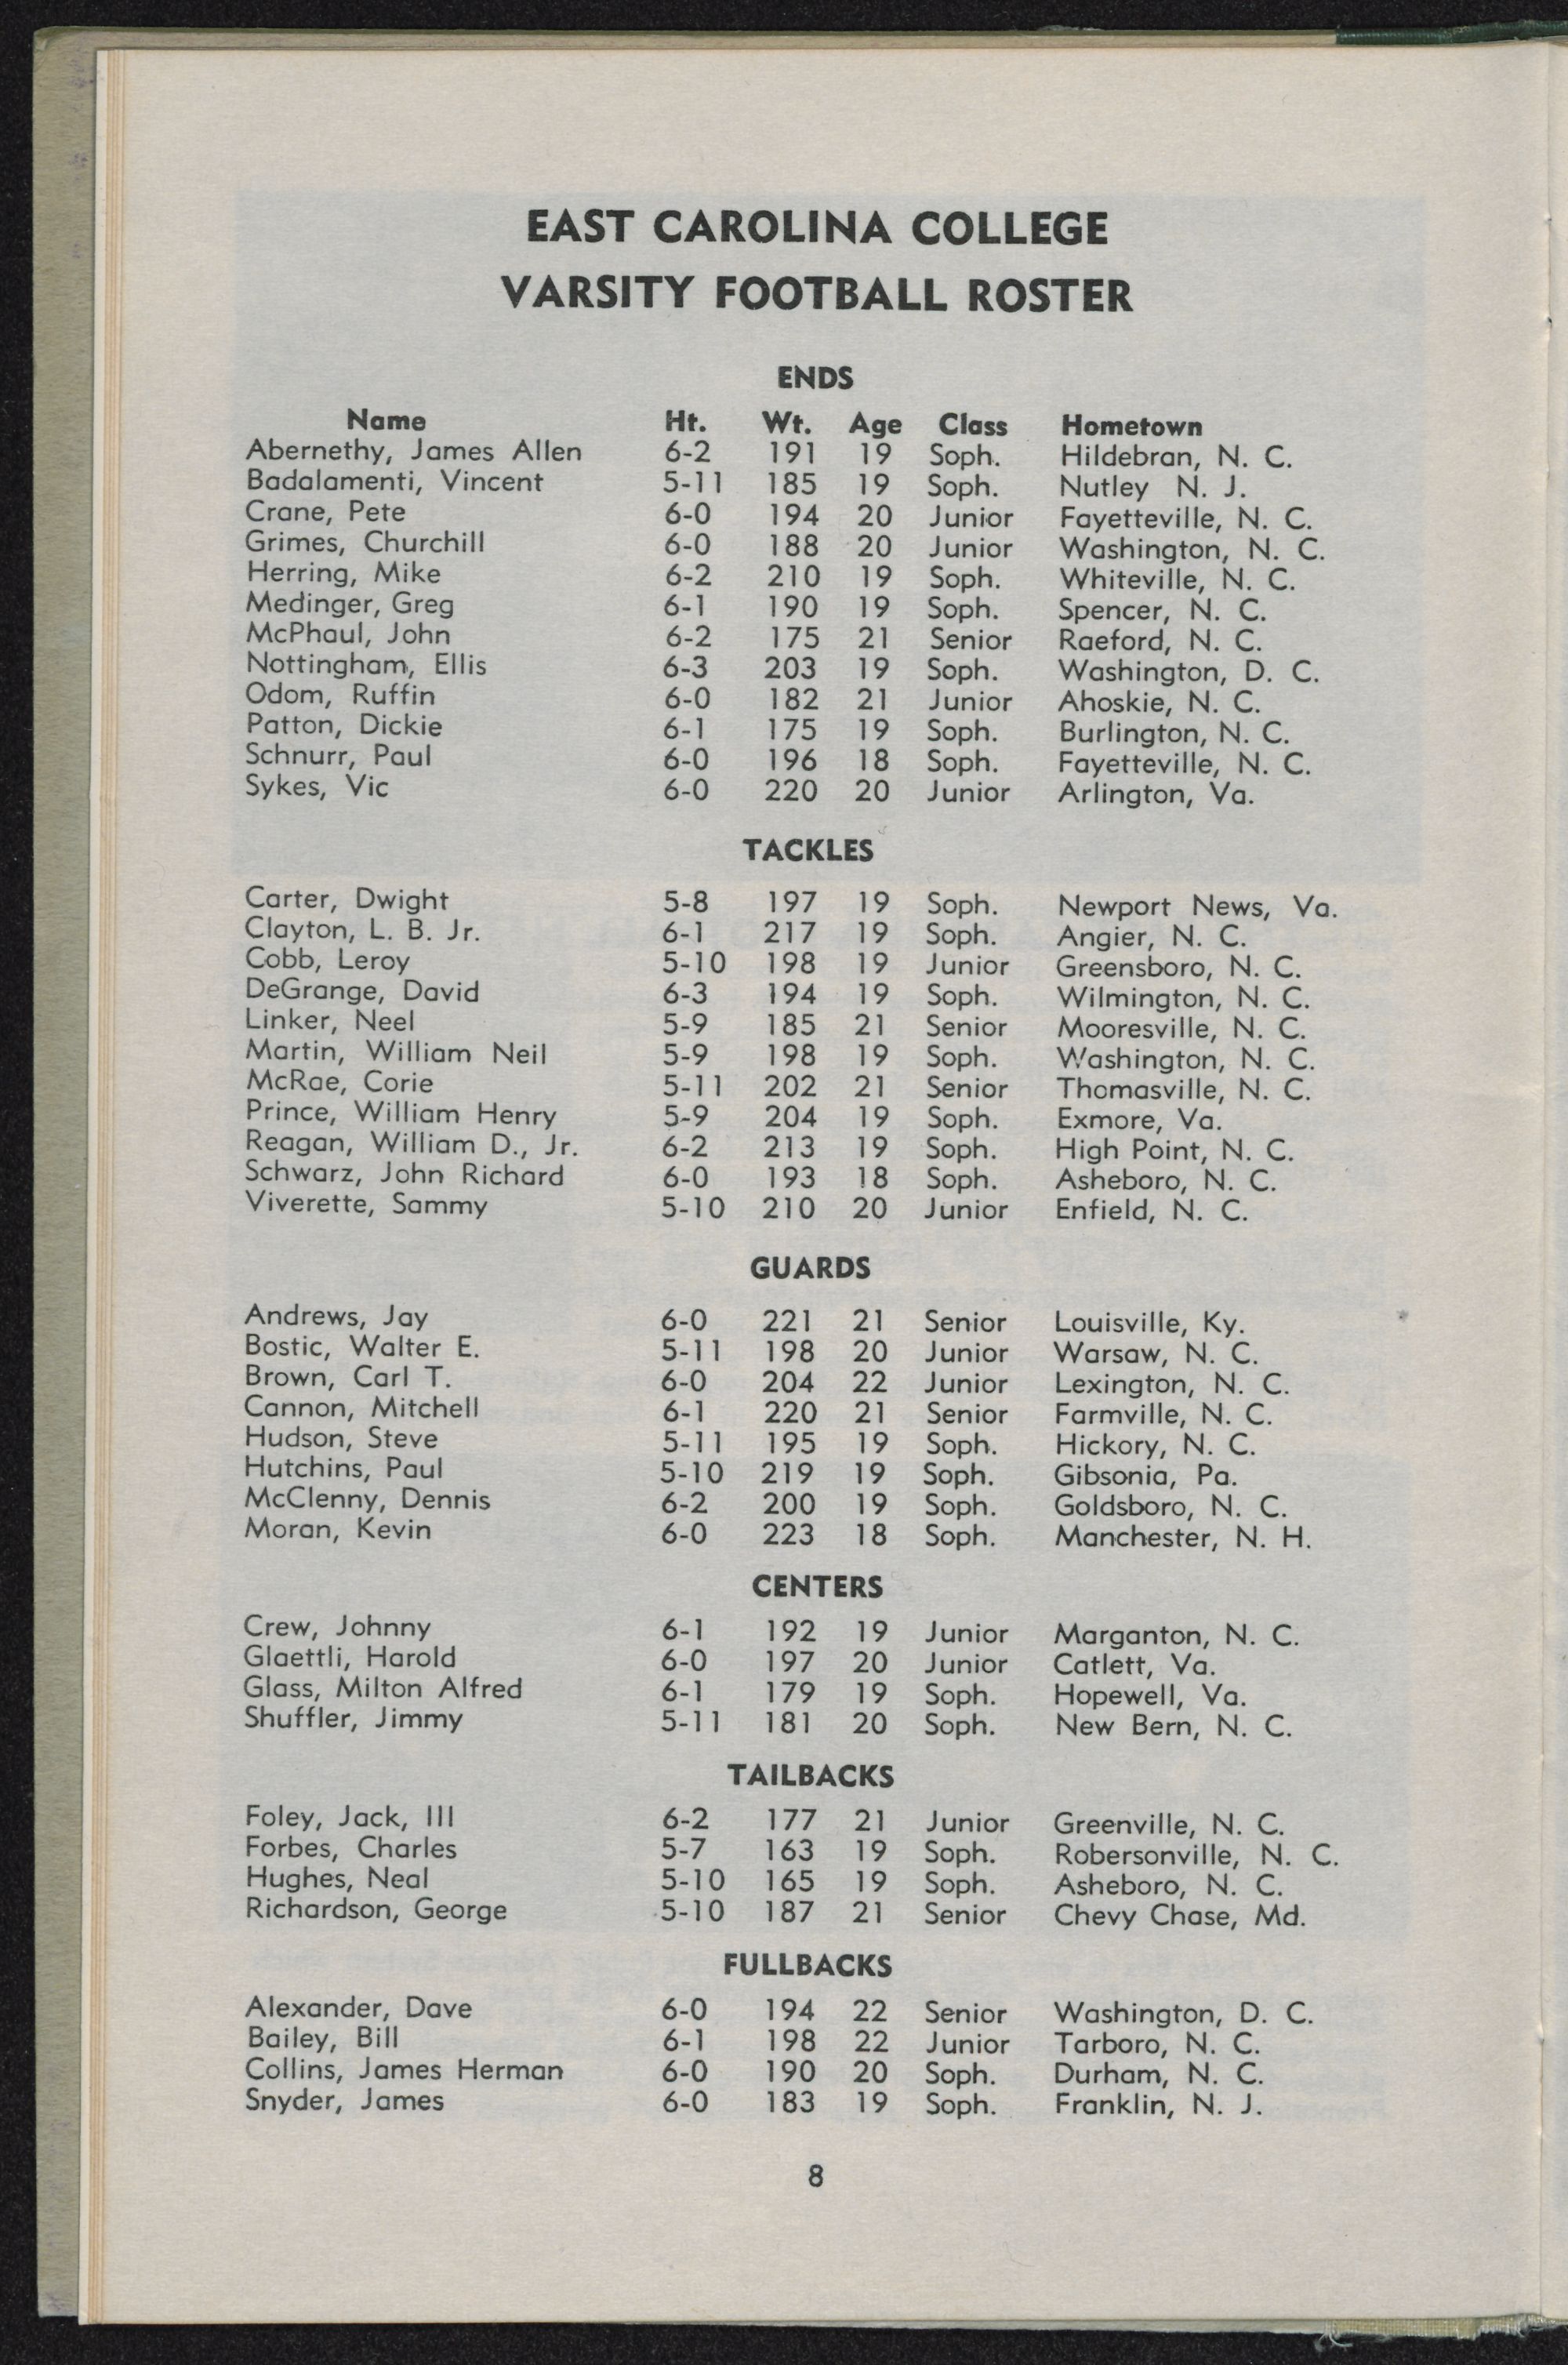 EAST CAROLINA COLLEGE
VARSITY FOOTBALL ROSTER
ENDS
Name Ht. Wt. Age Class Hometown
Abernethy, James Allen 6-2 191 19 Soph. Hildebran, N. C.
Badalamenti, Vincent 5-11 185 19 Soph. Nutley N. J.
Crane, Pete 6-0 194 20 Junior Fayetteville, N. C.
Grimes, Churchill 6-0 188 20 Junior Washington, N. C.
Herring, Mike 6-2 210 19 Soph. Whiteville, N. C.
Medinger, Greg 6-1 190 19 Soph. Spencer, N. C.
McPhaul, John 6-2 175 21 Senior Raeford, N. C.
Nottingham, Ellis 6-3 203 19 Soph. Washington, D. C.
Odom, Ruffin 6-0 182 21 Junior Ahoskie, N. C.
Patton, Dickie 6-1 175 19 Soph. Burlington, N. C.
Schnurr, Paul 6-0 196 18 Soph. Fayetteville, N. C.
Sykes, Vic 6-0 220 20 Junior Arlington, Va.
TACKLES
Carter, Dwight 5-8 197 19 Soph. Newport News, Va.
Clayton, L. B. Jr. 6-1 217 19 Soph. Angier, N. C.
Cobb, Leroy 5-10 198 19 Junior Greensboro, N. C.
DeGrange, David 6-3 194 19 Soph. Wilmington, N. C.
Linker, Neel 5-9 185 21 Senior Mooresville, N. C.
Martin, William Neil 5-9 198 19 Soph. Washington, N. C.
McRae, Corie 5-11 202 21 Senior Thomasville, N. C.
Prince, William Henry 5-9 204 19 Soph. Exmore, Va.
Reagan, William D., Jr. 6-2 213 19 Soph. High Point, N. C.
Schwarz, John Richard 6-0 193 18 Soph. Asheboro, N. C.
Viverette, Sammy 5-10 210 20 Junior Enfield, N. C.
GUARDS
Andrews, Jay 6-0 221 21 Senior Louisville, Ky.
Bostic, Walter E. 5-11 198 20 Junior Warsaw, N. C.
Brown, Carl T. 6-0 204 22 Junior Lexington, N. C.
Cannon, Mitchell 6-1 220 21 Senior Farmville, N. C.
Hudson, Steve 5-11 195 19 Soph. Hickory, N. C.
Hutchins, Paul 5-10 219 19 Soph. Gibsonia, Pa.
McClenny, Dennis 6-2 200 19 Soph. Goldsboro, N. C.
Moran, Kevin 6-0 223 18 Soph. Manchester, N. H.
CENTERS
Crew, Johnny 6-1 192 19 Junior Marganton, N. C.
Glaettli, Harold 6-0 197 20 Junior Catlett, Va.
Glass, Milton Alfred 6-1 179 19 Soph. Hopewell, Va.
Shuffler, Jimmy 5-11 181 20 Soph. New Bern, N. C.
TAILBACKS
Foley, Jack, III 6-2 177 21 Junior Greenville, N. C.
Forbes, Charles 5-7 163 19 Soph. Robersonville, N. C.
Hughes, Neal 5-10 165 19 Soph. Asheboro, N. C.
Richardson, George 5-10 187 21 Senior Chevy Chase, Md.
FULLBACKS
Alexander, Dave 6-0 194 22 Senior Washington, D. C.
Bailey, Bill 6-1 198 22 Junior Tarboro, N. C.
Collins, James Herman 6-0 190 20 Soph. Durham, N. C.
Snyder, James 6-0 183 19 Soph. Franklin, N. J.
8